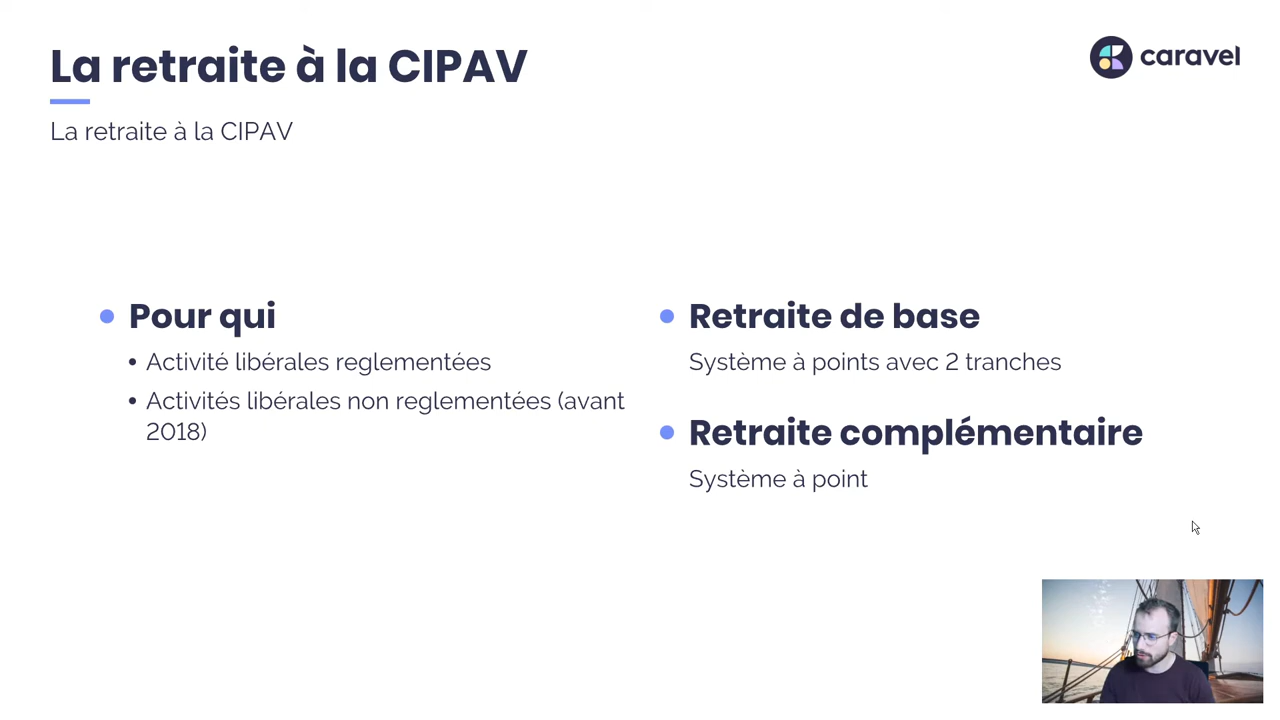 La retraite à la CIPAV
caravel
La retraite à la CIPAV
Pour qui
• Activité libérales reglementées
• Activités libérales non reglementées (avant
2018)
Retraite de base
Système à points avec 2 tranches
Retraite complémentaire
Système à point